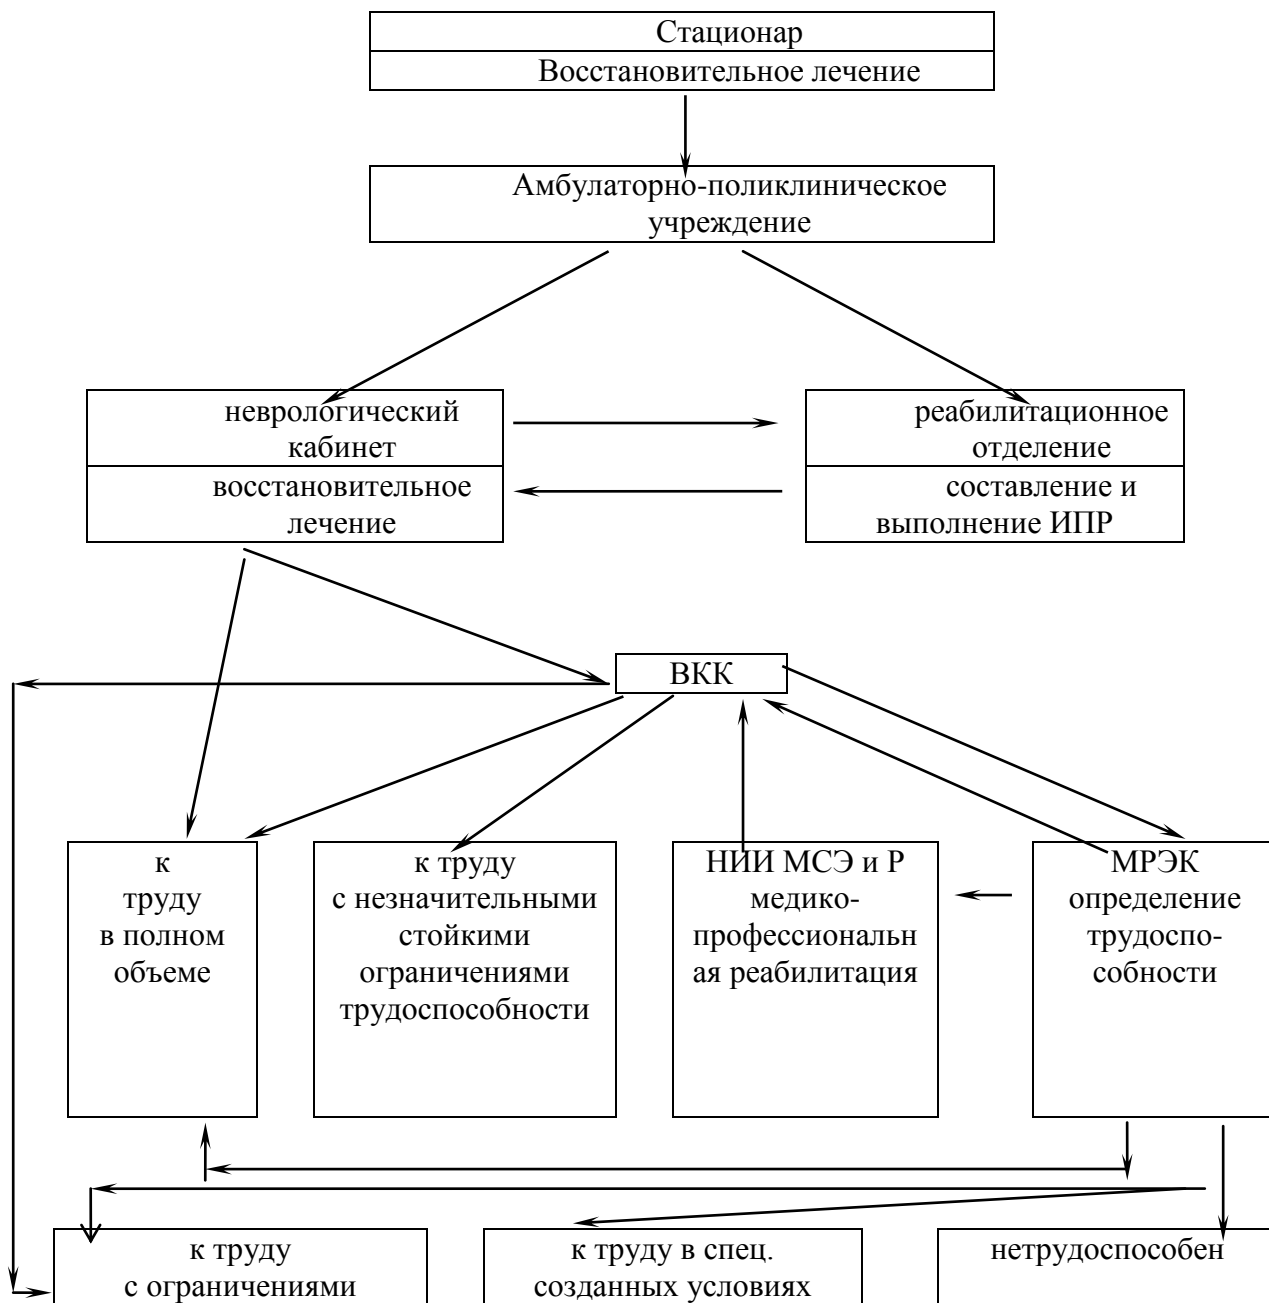 Стационар
Восстановительное лечение
Амбулаторно-поликлиническое
учреждение
неврологический
кабинет
восстановительное
лечение
реабилитационное
отделение
составление и
выполнение ИПР
ВКК
к
труду
в полном
объеме
к труду
с незначительными
стойкими
ограничениями
трудоспособности
НИИ МСЭ и Р
медико-
профессиональн
ая реабилитация
МРЭК
определение
трудоспо-
собности
к труду
с ограничениями
к труду в спец.
созданных условиях
нетрудоспособен